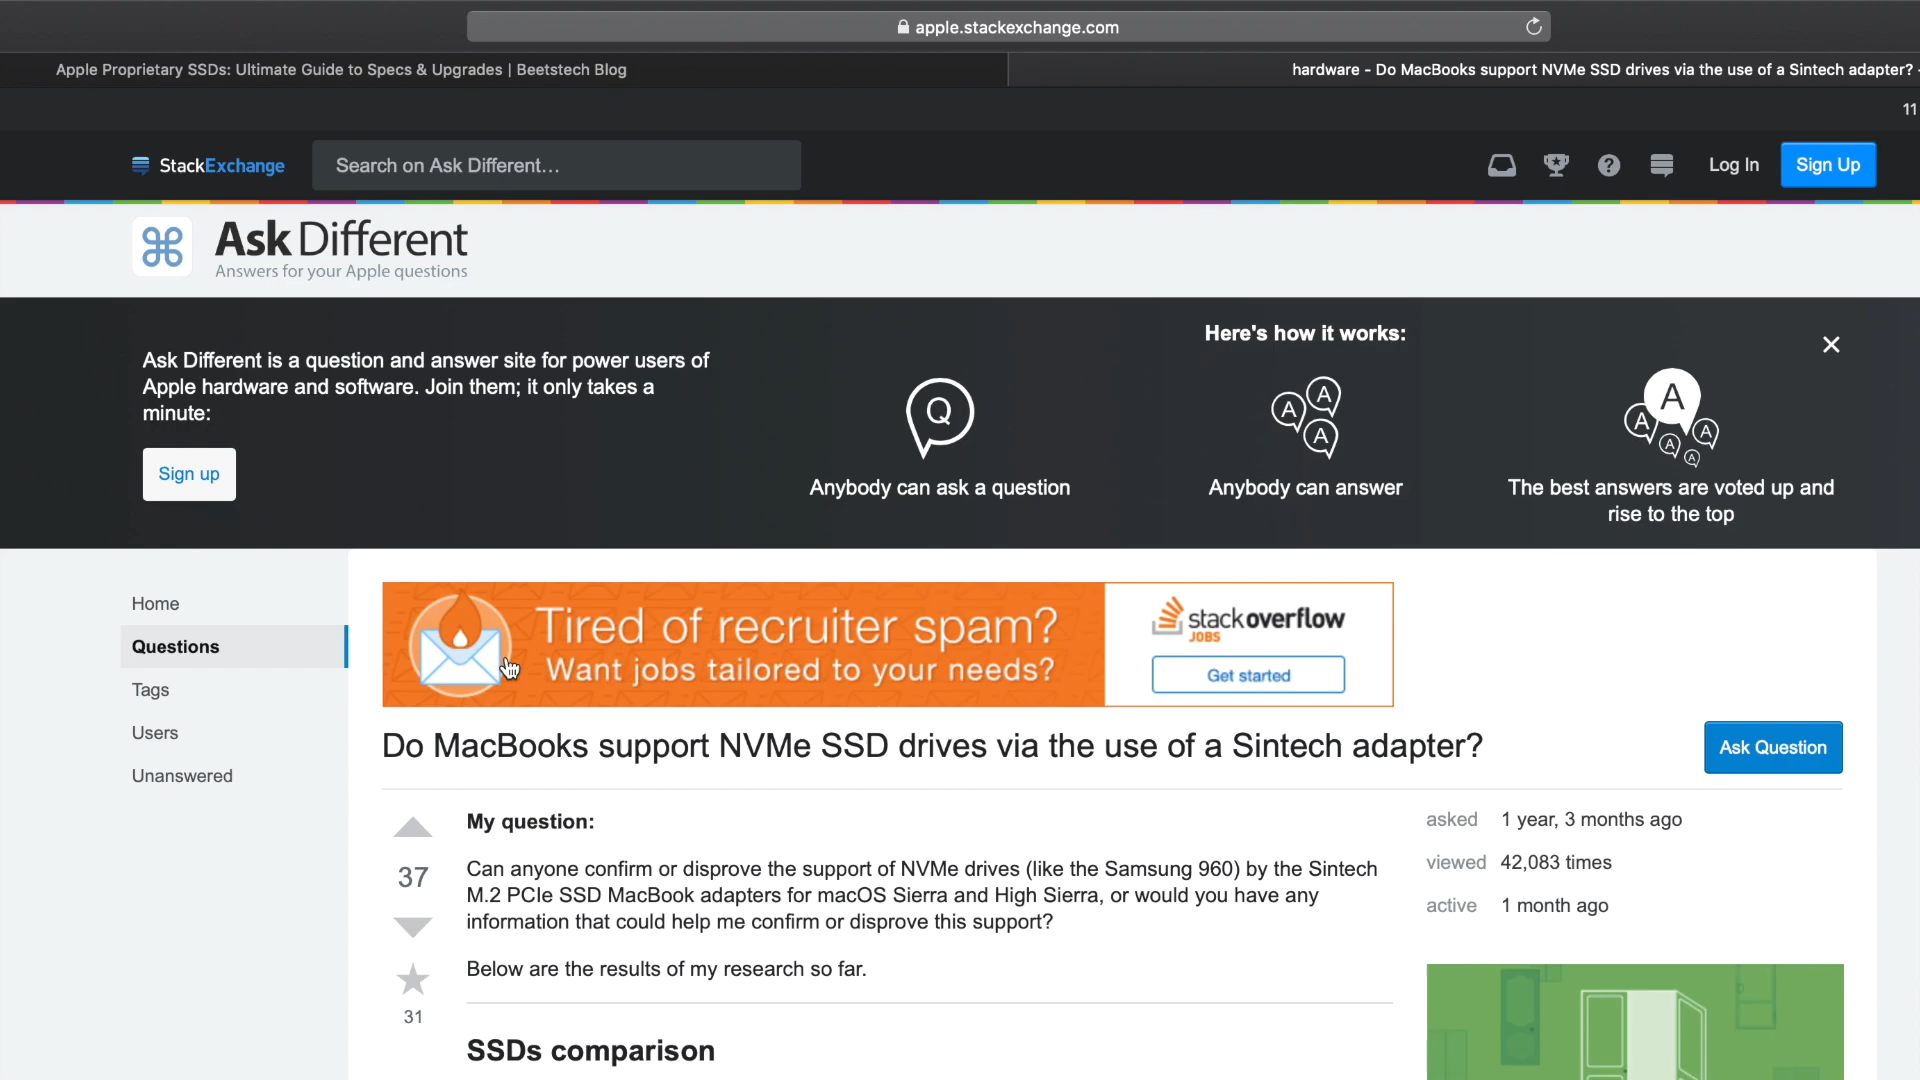 apple.stackexchange.com
Apple Proprietary SSDs: Ultimate Guide to Specs & Upgrades | Beetstech Blog
hardware - Do MacBooks support NVMe SSD drives via the use of a Sintech adapter? -
11
StackExchange
Search on Ask Different...
Log In
Sign Up
Ask Different
Answers for your Apple questions
Here's how it works:
Ask Different is a question and answer site for power users of
Apple hardware and software. Join them; it only takes a
minute:
Sign up
Q
A
A
A
A
A
A
A
A
Anybody can ask a question
Anybody can answer
The best answers are voted up and
rise to the top
Home
Questions
Tags
Users
Unanswered
Tired of recruiter spam?
Want jobs tailored to your needs?
stackoverflow
JOBS
Get started
Do MacBooks support NVMe SSD drives via the use of a Sintech adapter?
Ask Question
My question:
37
Can anyone confirm or disprove the support of NVMe drives (like the Samsung 960) by the Sintech
M.2 PCIe SSD MacBook adapters for macOS Sierra and High Sierra, or would you have any
information that could help me confirm or disprove this support?
Below are the results of my research so far.
31
SSDs comparison
asked 1 year, 3 months ago
viewed 42,083 times
active 1 month ago